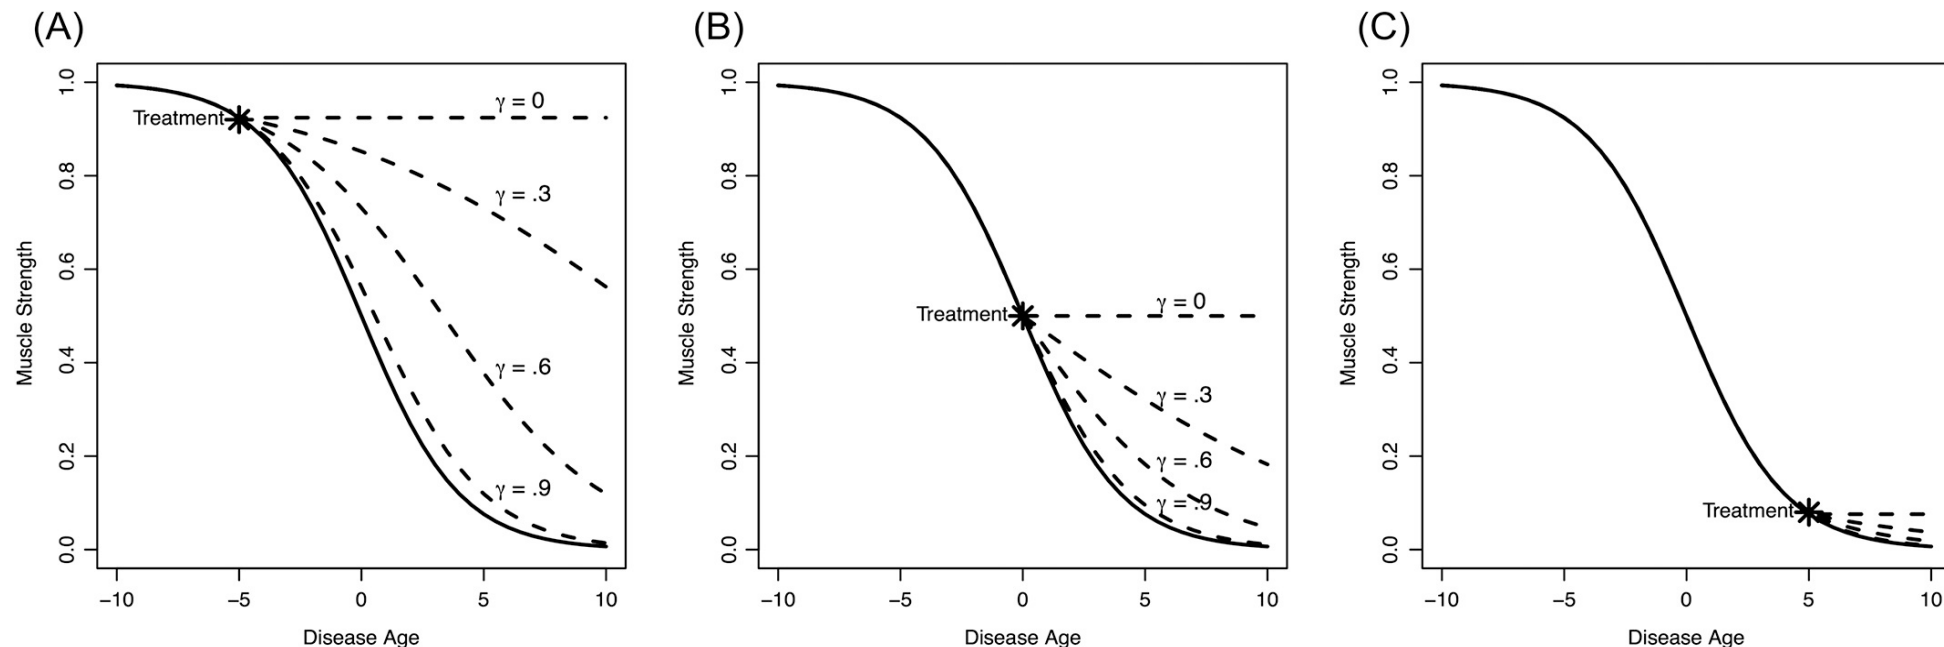 (A)
1.0
0.8
0.6
0.4
0.2
0.0
Muscle Strength
Treatment
γ = 0
γ = .3
γ = .6
γ = .9
−10 −5 0 5 10
Disease Age
(B)
1.0
0.8
0.6
0.4
0.2
0.0
Muscle Strength
Treatment
γ = 0
γ = .3
γ = .6
γ = .9
−10 −5 0 5 10
Disease Age
(C)
1.0
0.8
0.6
0.4
0.2
0.0
Muscle Strength
Treatment
−10 −5 0 5 10
Disease Age